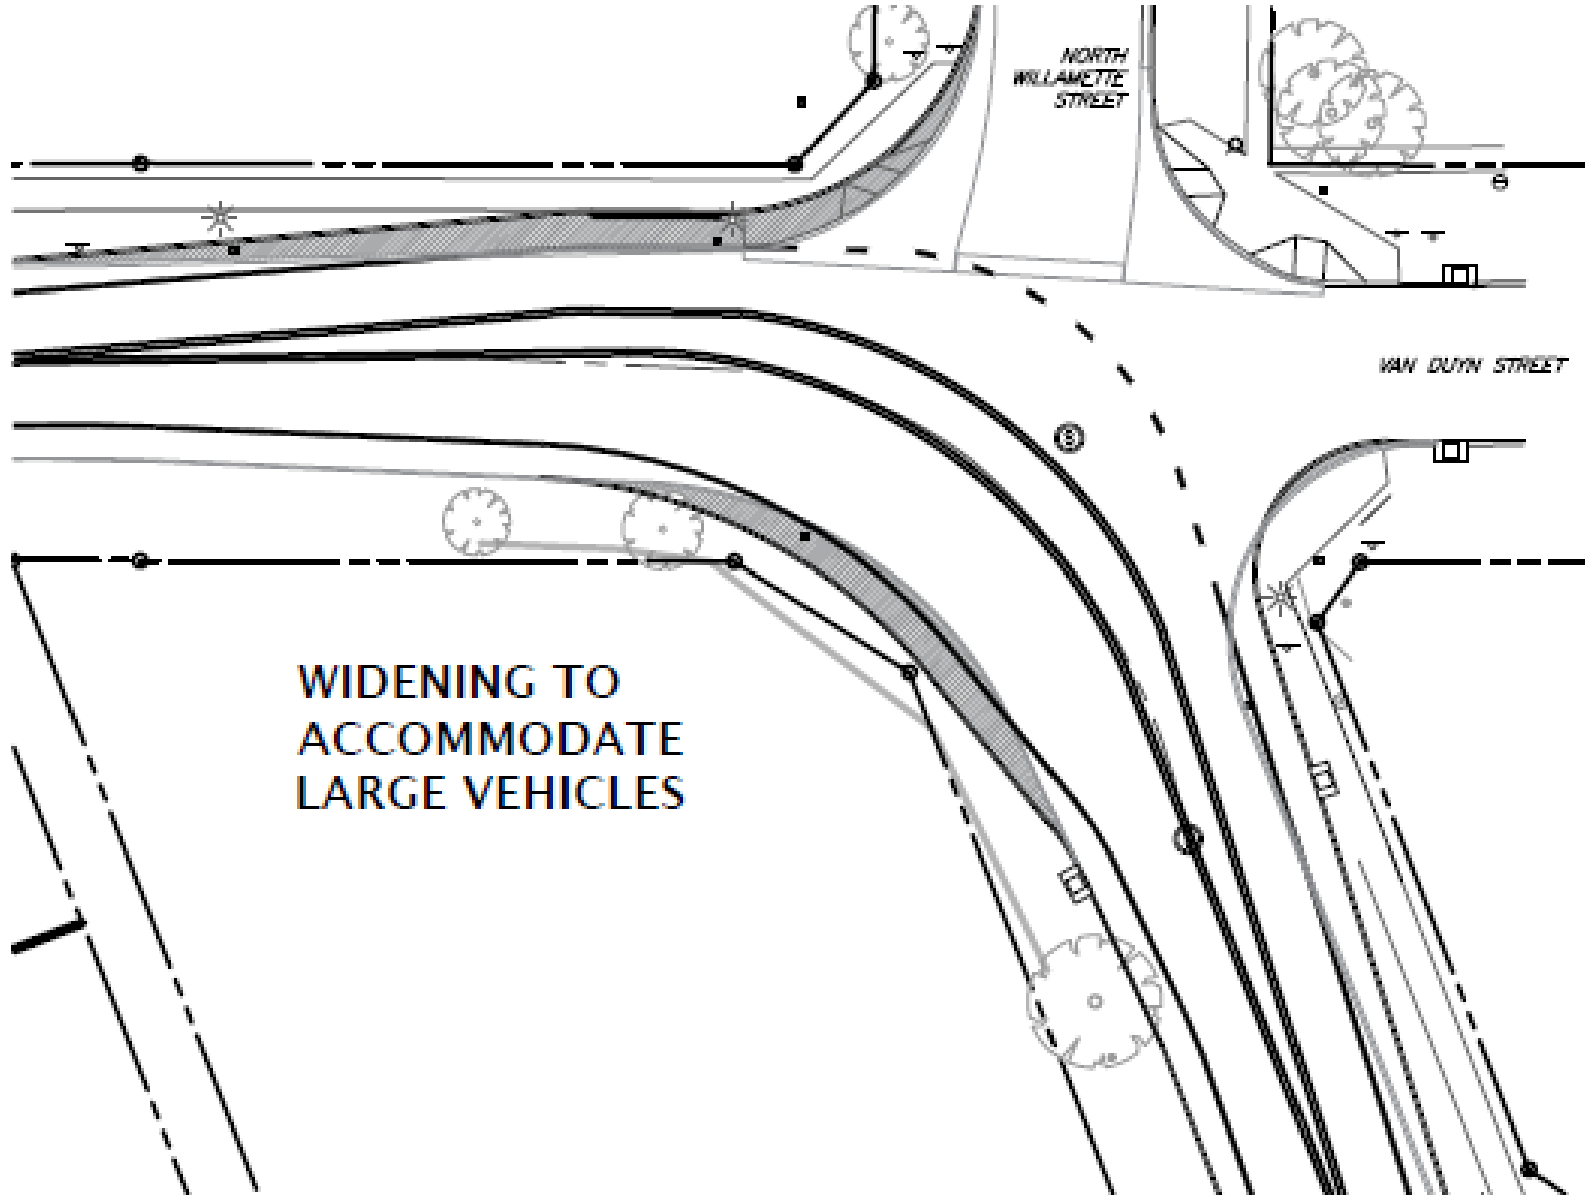 NORTH
WILLAMETTE
STREET
VAN DUYN STREET
WIDENING TO
ACCOMMODATE
LARGE VEHICLES